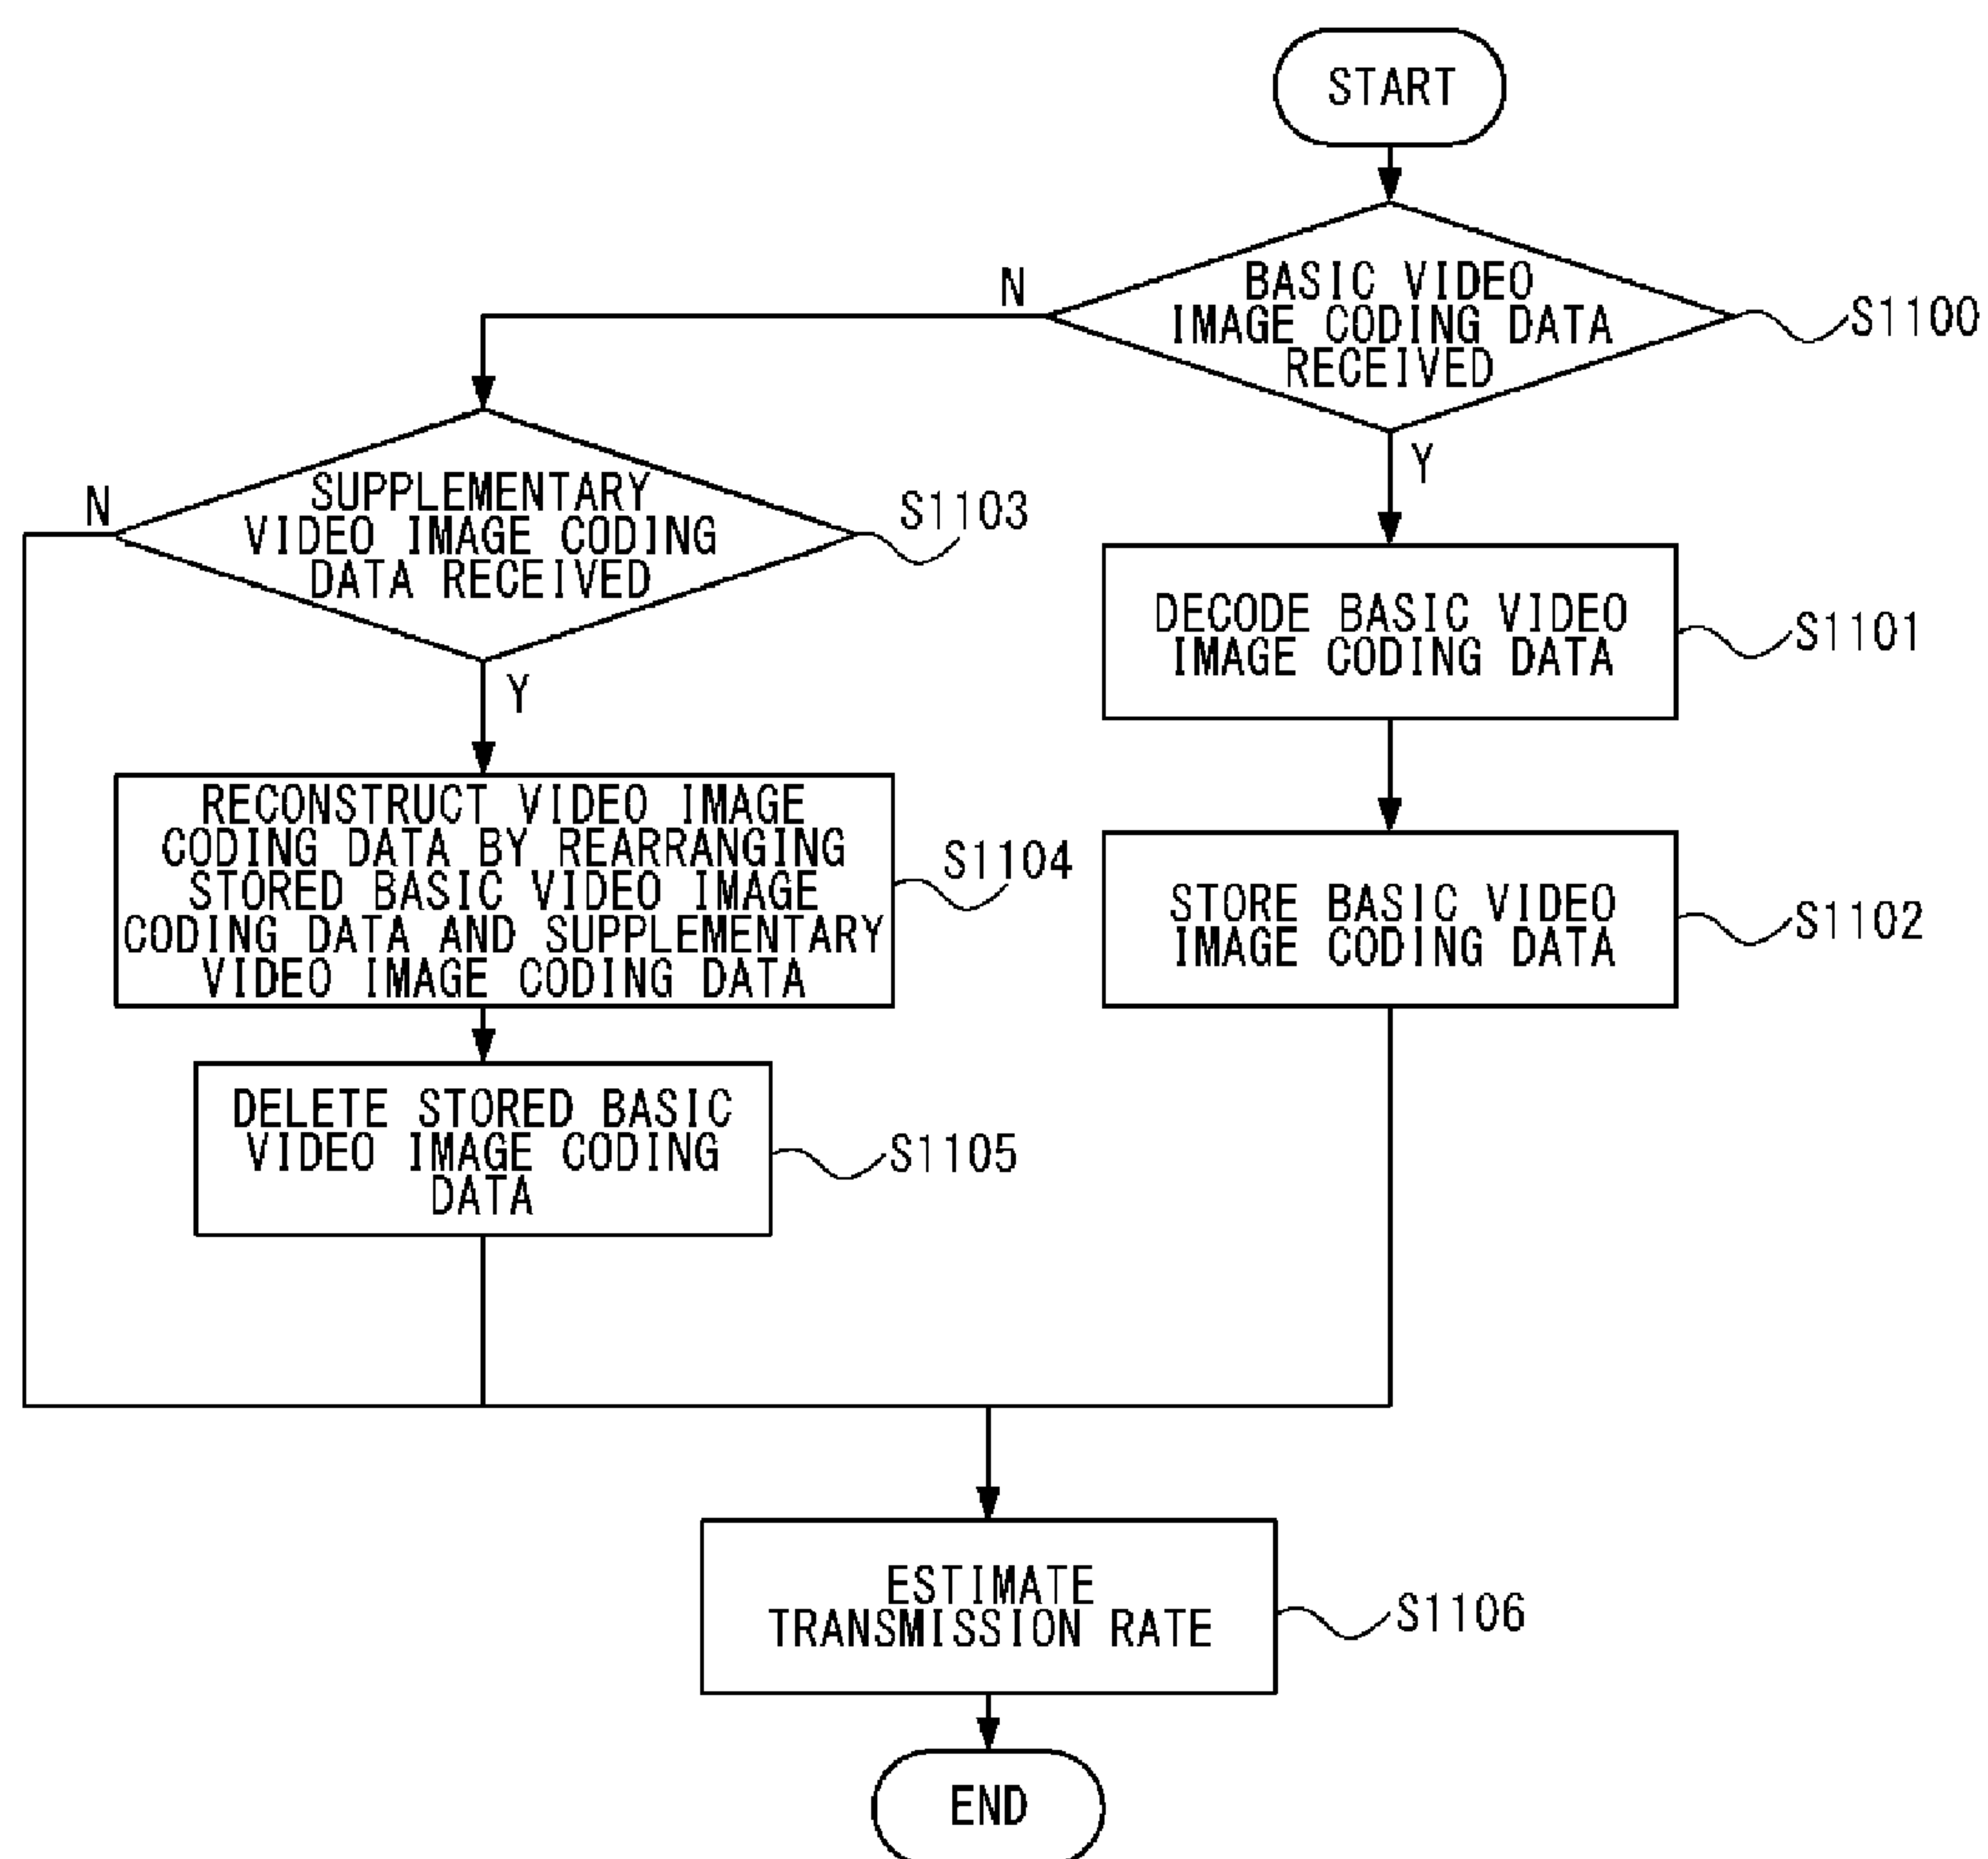 START
BASIC VIDEO
IMAGE CODING DATA
RECEIVED
S1100
N
Y
SUPPLEMENTARY
VIDEO IMAGE CODING
DATA RECEIVED
S1103
N
Y
DECODE BASIC VIDEO
IMAGE CODING DATA
S1101
RECONSTRUCT VIDEO IMAGE
CODING DATA BY REARRANGING
STORED BASIC VIDEO IMAGE
CODING DATA AND SUPPLEMENTARY
VIDEO IMAGE CODING DATA
S1104
STORE BASIC VIDEO
IMAGE CODING DATA
S1102
DELETE STORED BASIC
VIDEO IMAGE CODING
DATA
S1105
ESTIMATE
TRANSMISSION RATE
S1106
END